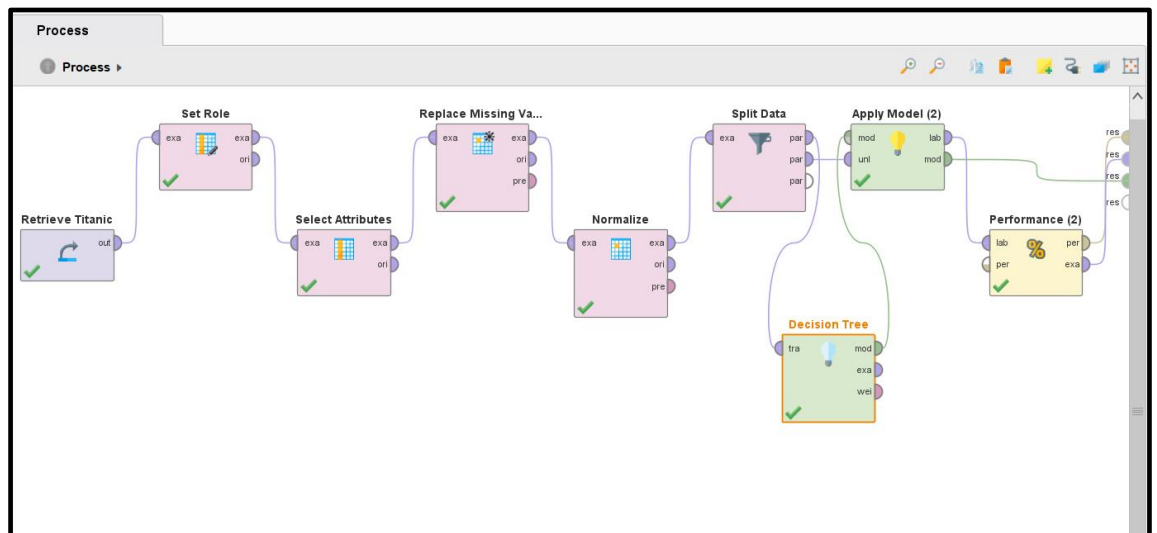 Process
Process
Retrieve Titanic
out
Set Role
exa exa
ori
Select Attributes
exa exa
ori
Replace Missing Va...
exa exa
ori
pre
Normalize
exa exa
ori
pre
Split Data
exa par
par
par
Decision Tree
tra mod
exa
wei
Apply Model (2)
mod lab
unl mod
Performance (2)
lab % per
per exa
res
res
res
res